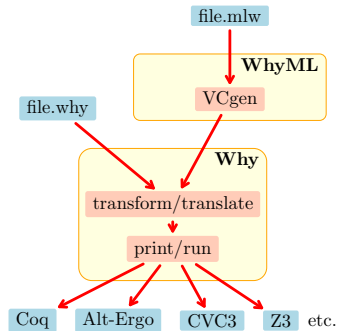 file.mlw
WhyML
VCgen
file.why
Why
transform/translate
print/run
Coq Alt-Ergo CVC3 Z3 etc.